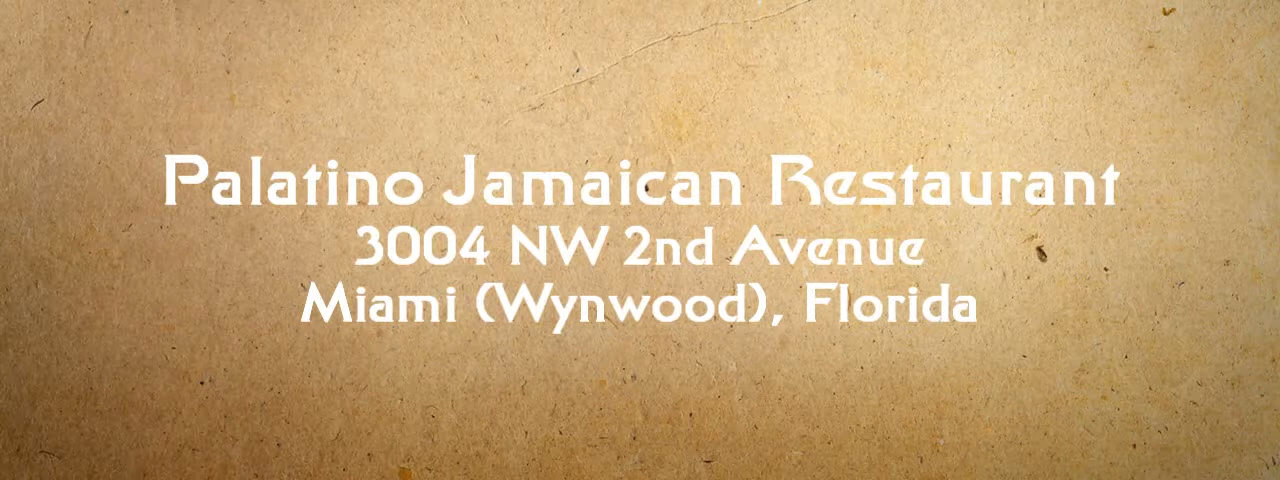 Palatino Jamaican Restaurant
3004 NW 2nd Avenue
Miami (Wynwood), Florida